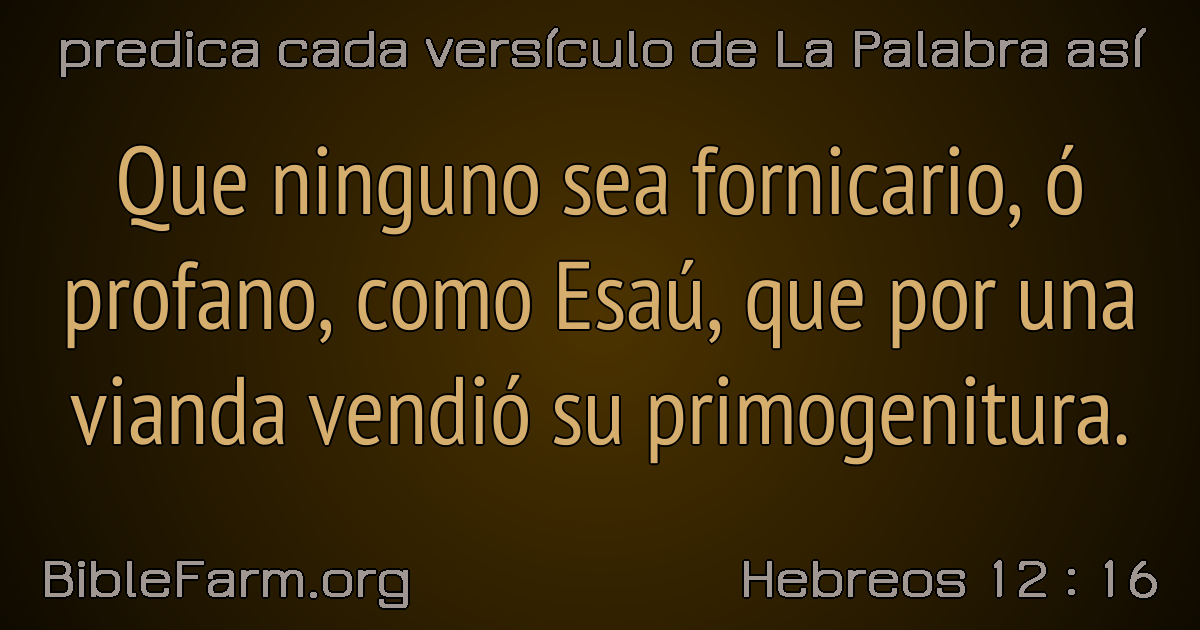 predica cada versículo de La Palabra así
Que ninguno sea fornicario, ó
profano, como Esaú, que por una
vianda vendió su primogenitura.
BibleFarm.org
Hebreos 12 : 16